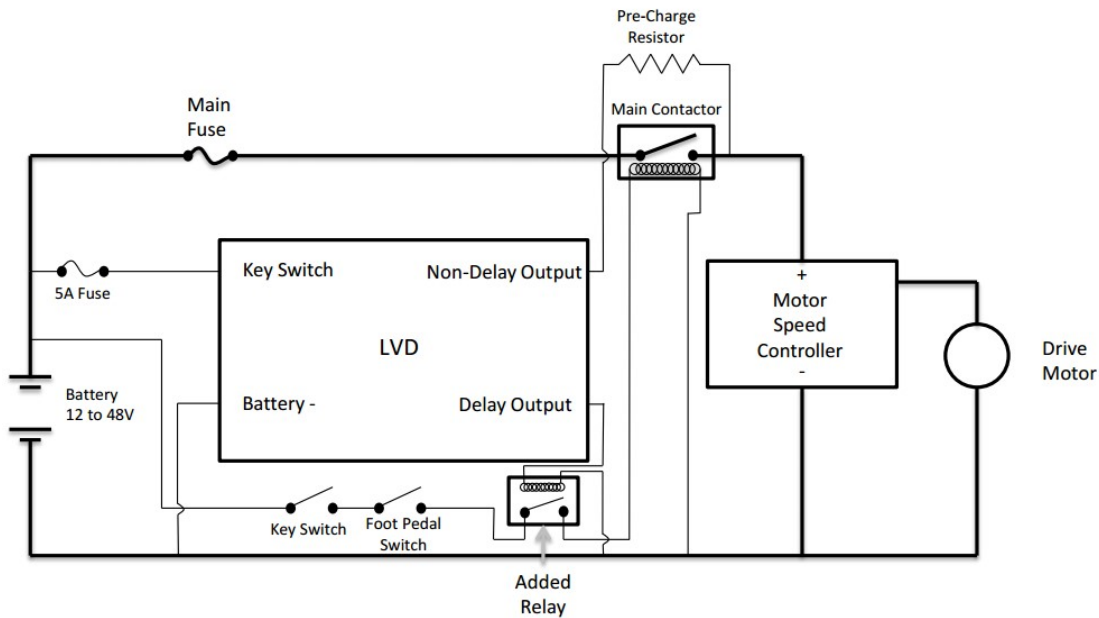 Pre-Charge
Resistor
Main
Fuse
Main Contactor
Key Switch
Non-Delay Output
5A Fuse
LVD
+
Motor
Speed
Controller
-
Drive
Motor
Battery
12 to 48V
Battery -
Delay Output
Key Switch
Foot Pedal
Switch
Added
Relay